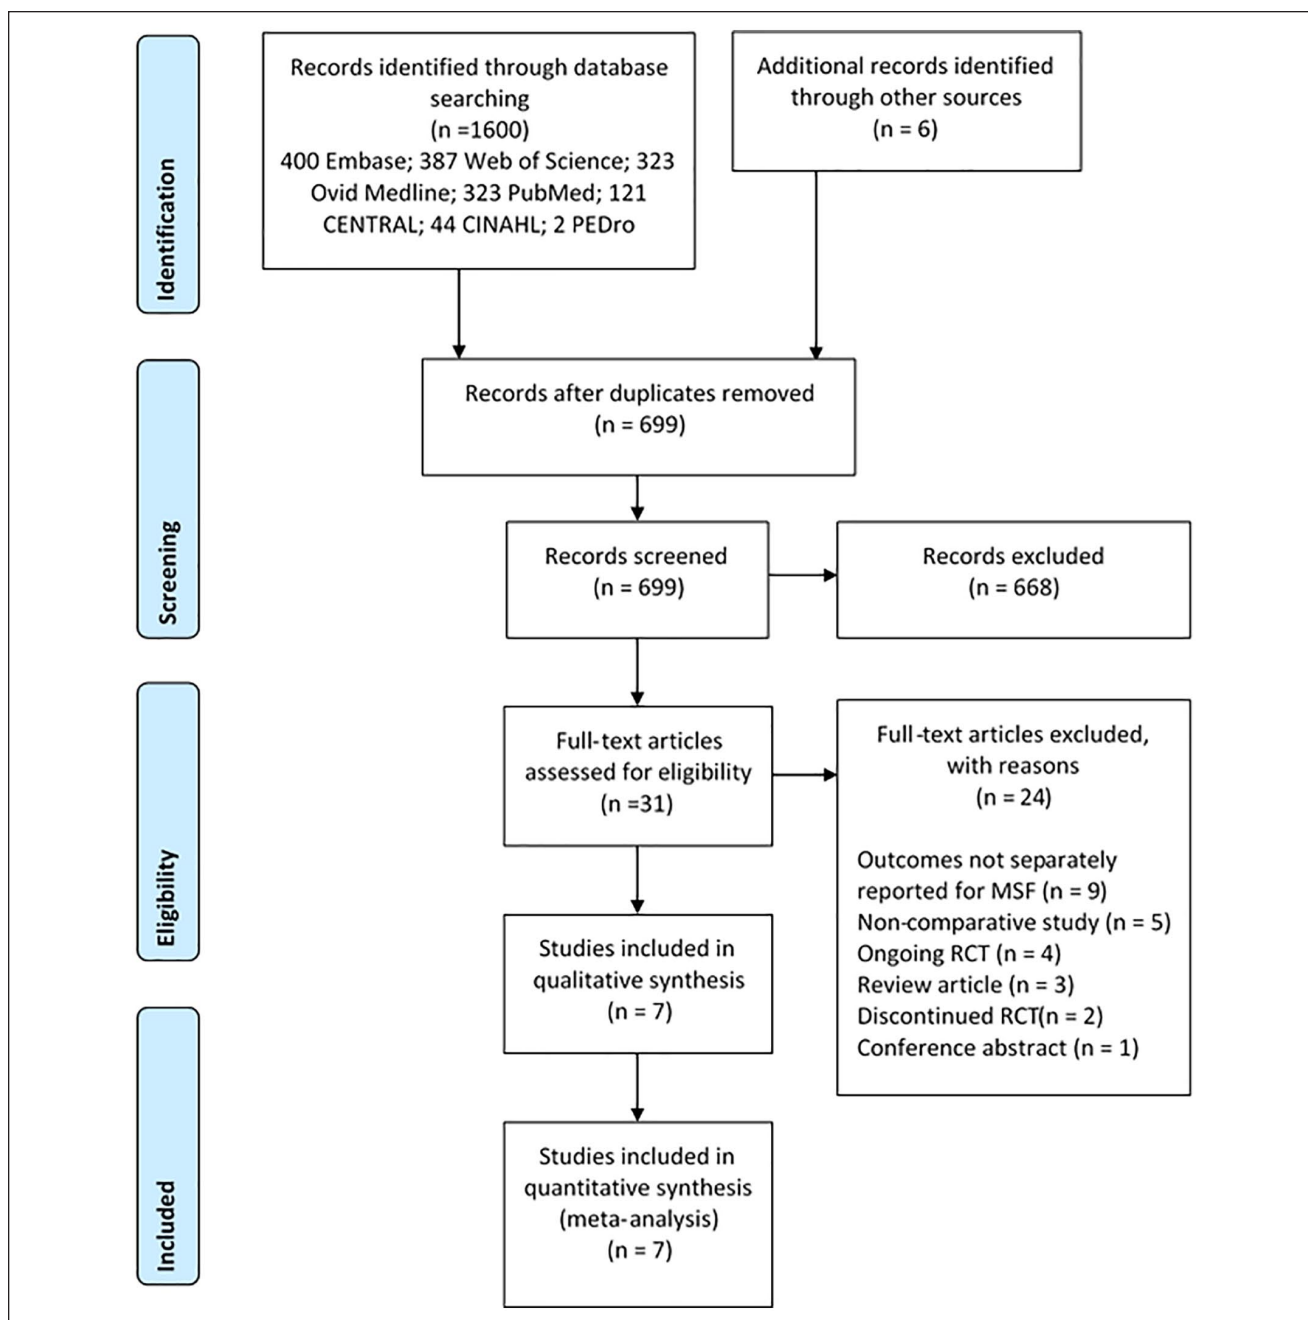 Identification
Records identified through database
searching
(n =1600)
400 Embase; 387 Web of Science; 323
Ovid Medline; 323 PubMed; 121
CENTRAL; 44 CINAHL; 2 PEDro
Additional records identified
through other sources
(n = 6)
Screening
Records after duplicates removed
(n = 699)
Records screened
(n = 699)
Records excluded
(n = 668)
Eligibility
Full-text articles
assessed for eligibility
(n =31)
Full-text articles excluded,
with reasons
(n = 24)
Outcomes not separately
reported for MSF (n = 9)
Non-comparative study (n = 5)
Ongoing RCT (n = 4)
Review article (n = 3)
Discontinued RCT(n = 2)
Conference abstract (n = 1)
Studies included in
qualitative synthesis
(n = 7)
Included
Studies included in
quantitative synthesis
(meta-analysis)
(n = 7)